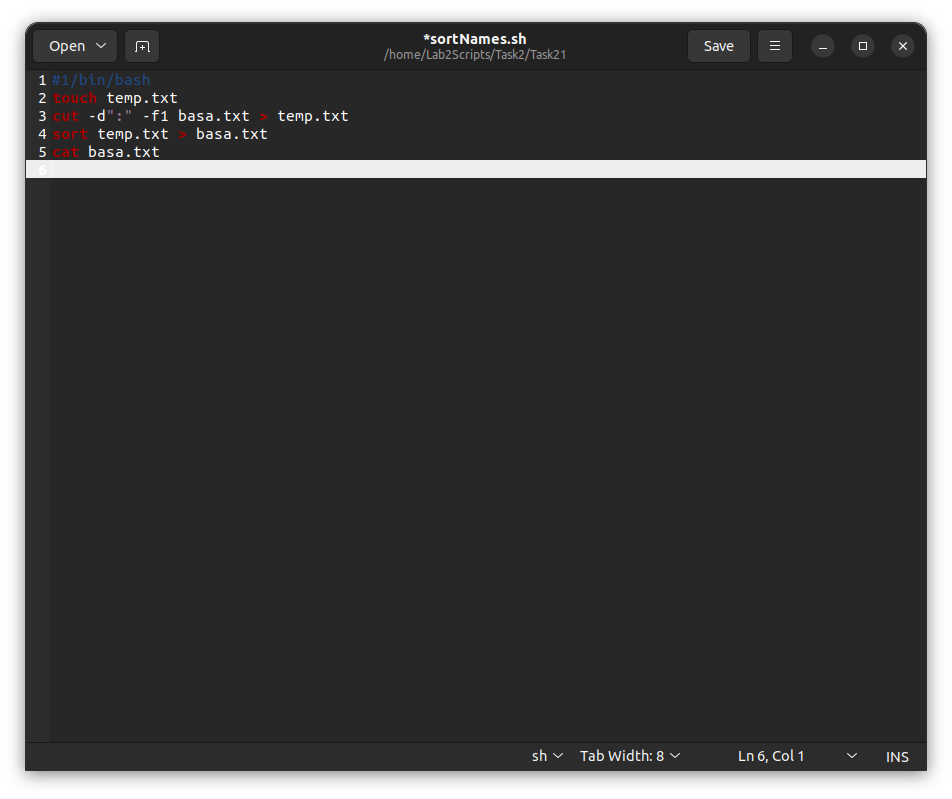 Open
*sortNames.sh
/home/Lab2Scripts/Task2/Task21
Save
1 #1/bin/bash
2 touch temp.txt
3 cut -d":" -f1 basa.txt > temp.txt
4 sort temp.txt > basa.txt
5 cat basa.txt
6
sh Tab Width: 8 Ln 6, Col 1 INS